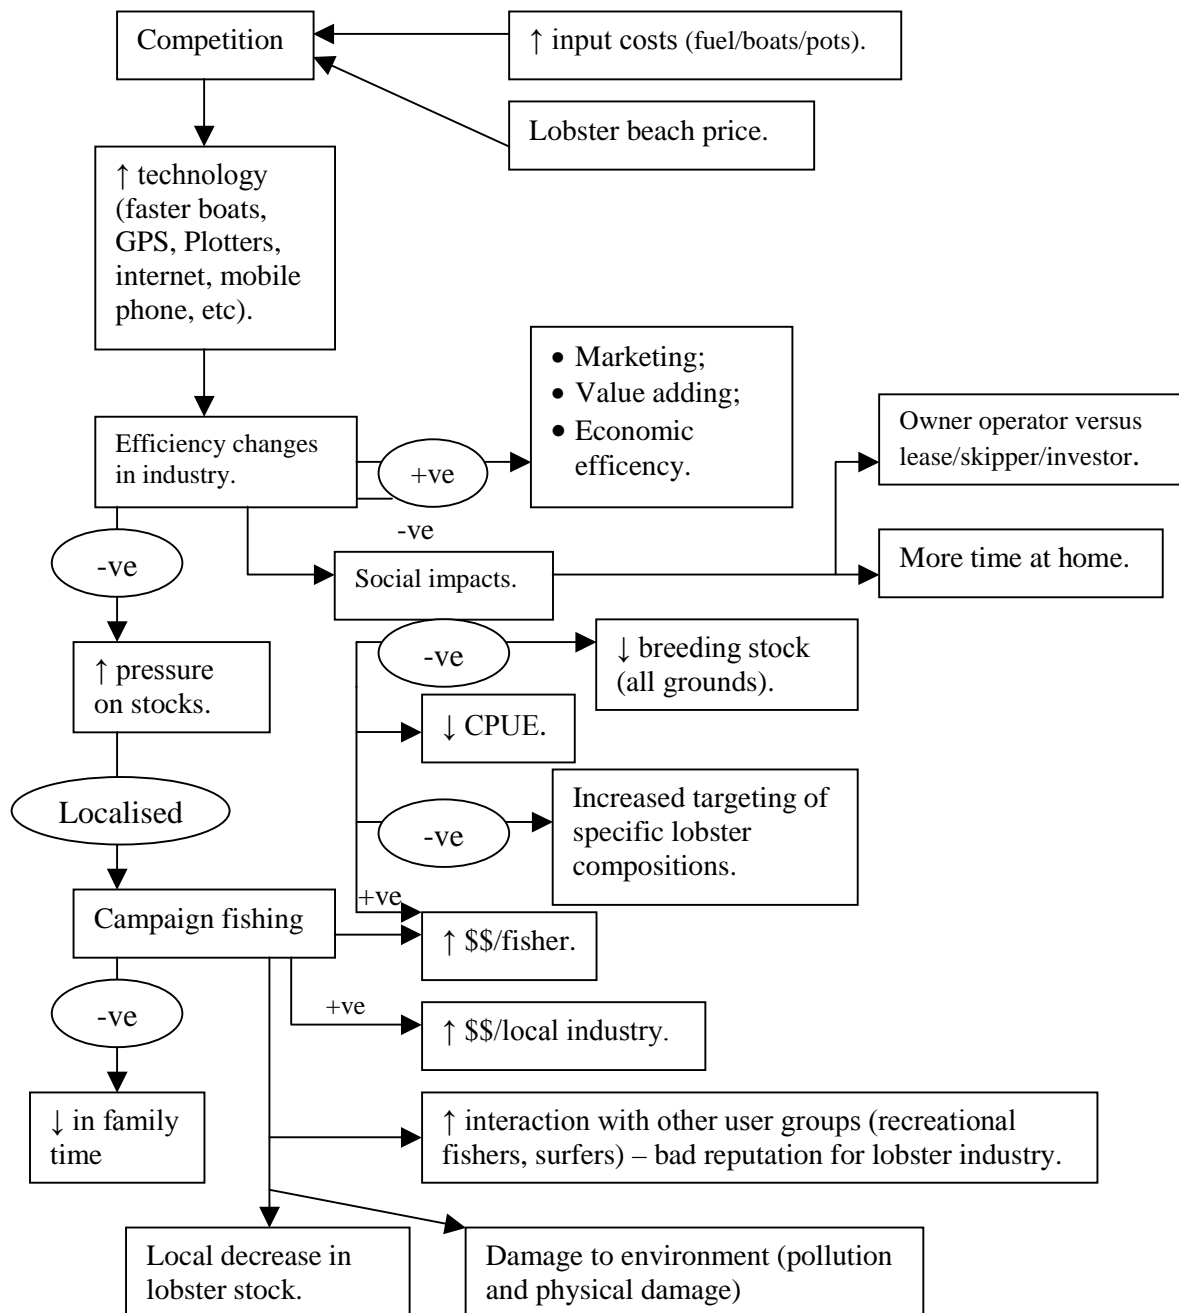 Competition
↑ input costs (fuel/boats/pots).
Lobster beach price.
↑ technology
(faster boats,
GPS, Plotters,
internet, mobile
phone, etc).
• Marketing;
• Value adding;
• Economic
efficency.
Owner operator versus
lease/skipper/investor.
Efficiency changes
in industry.
+ve
-ve
-ve
Social impacts.
More time at home.
-ve
↓ breeding stock
(all grounds).
↑ pressure
on stocks.
↓ CPUE.
Localised
-ve
Increased targeting of
specific lobster
compositions.
+ve
Campaign fishing
↑ $$/fisher.
-ve
+ve
↑ $$/local industry.
↓ in family
time
↑ interaction with other user groups (recreational
fishers, surfers) – bad reputation for lobster industry.
Local decrease in
lobster stock.
Damage to environment (pollution
and physical damage)